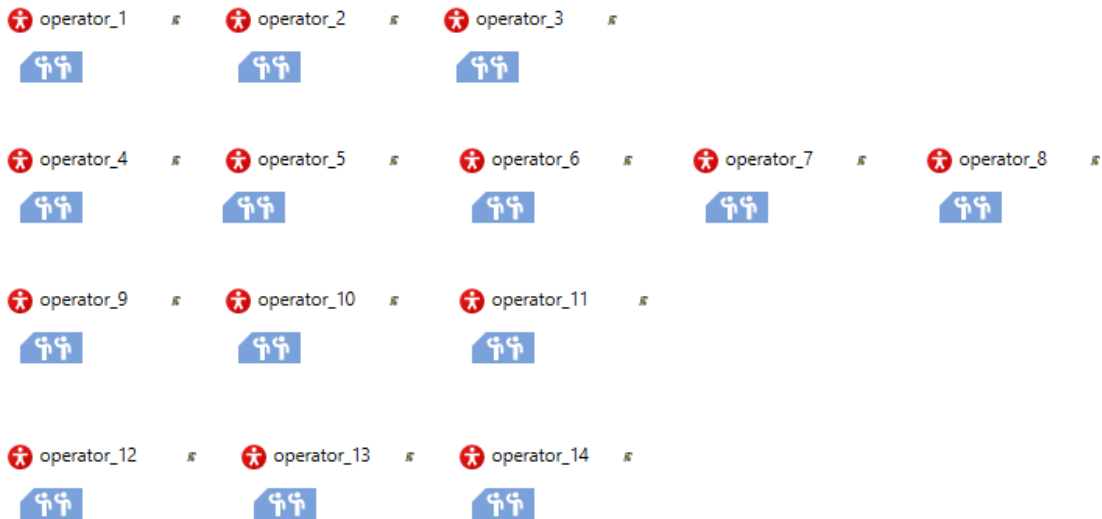 operator_1 operator_2 operator_3
operator_4 operator_5 operator_6 operator_7 operator_8
operator_9 operator_10 operator_11
operator_12 operator_13 operator_14